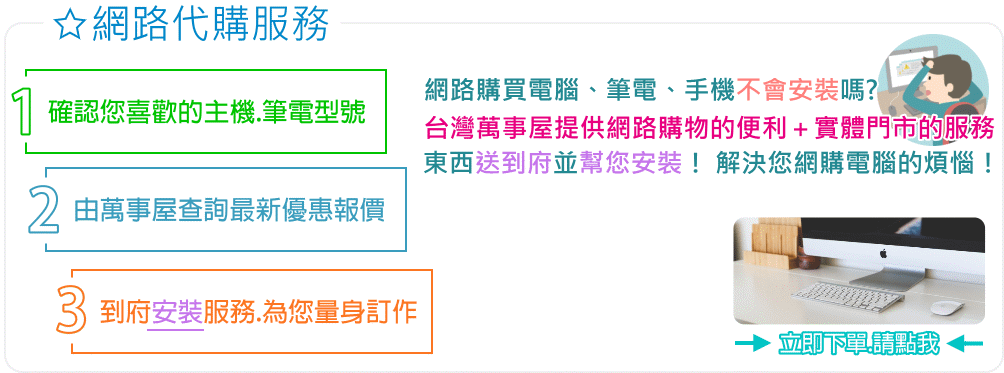 ☆網路代購服務
1 確認您喜歡的主機.筆電型號
2 由萬事屋查詢最新優惠報價
3 到府安裝服務.為您量身訂作
網路購買電腦、筆電、手機不會安裝嗎?
台灣萬事屋提供網路購物的便利+實體門市的服務
東西送到府並幫您安裝！ 解決您網購電腦的煩惱！
立即下單.請點我